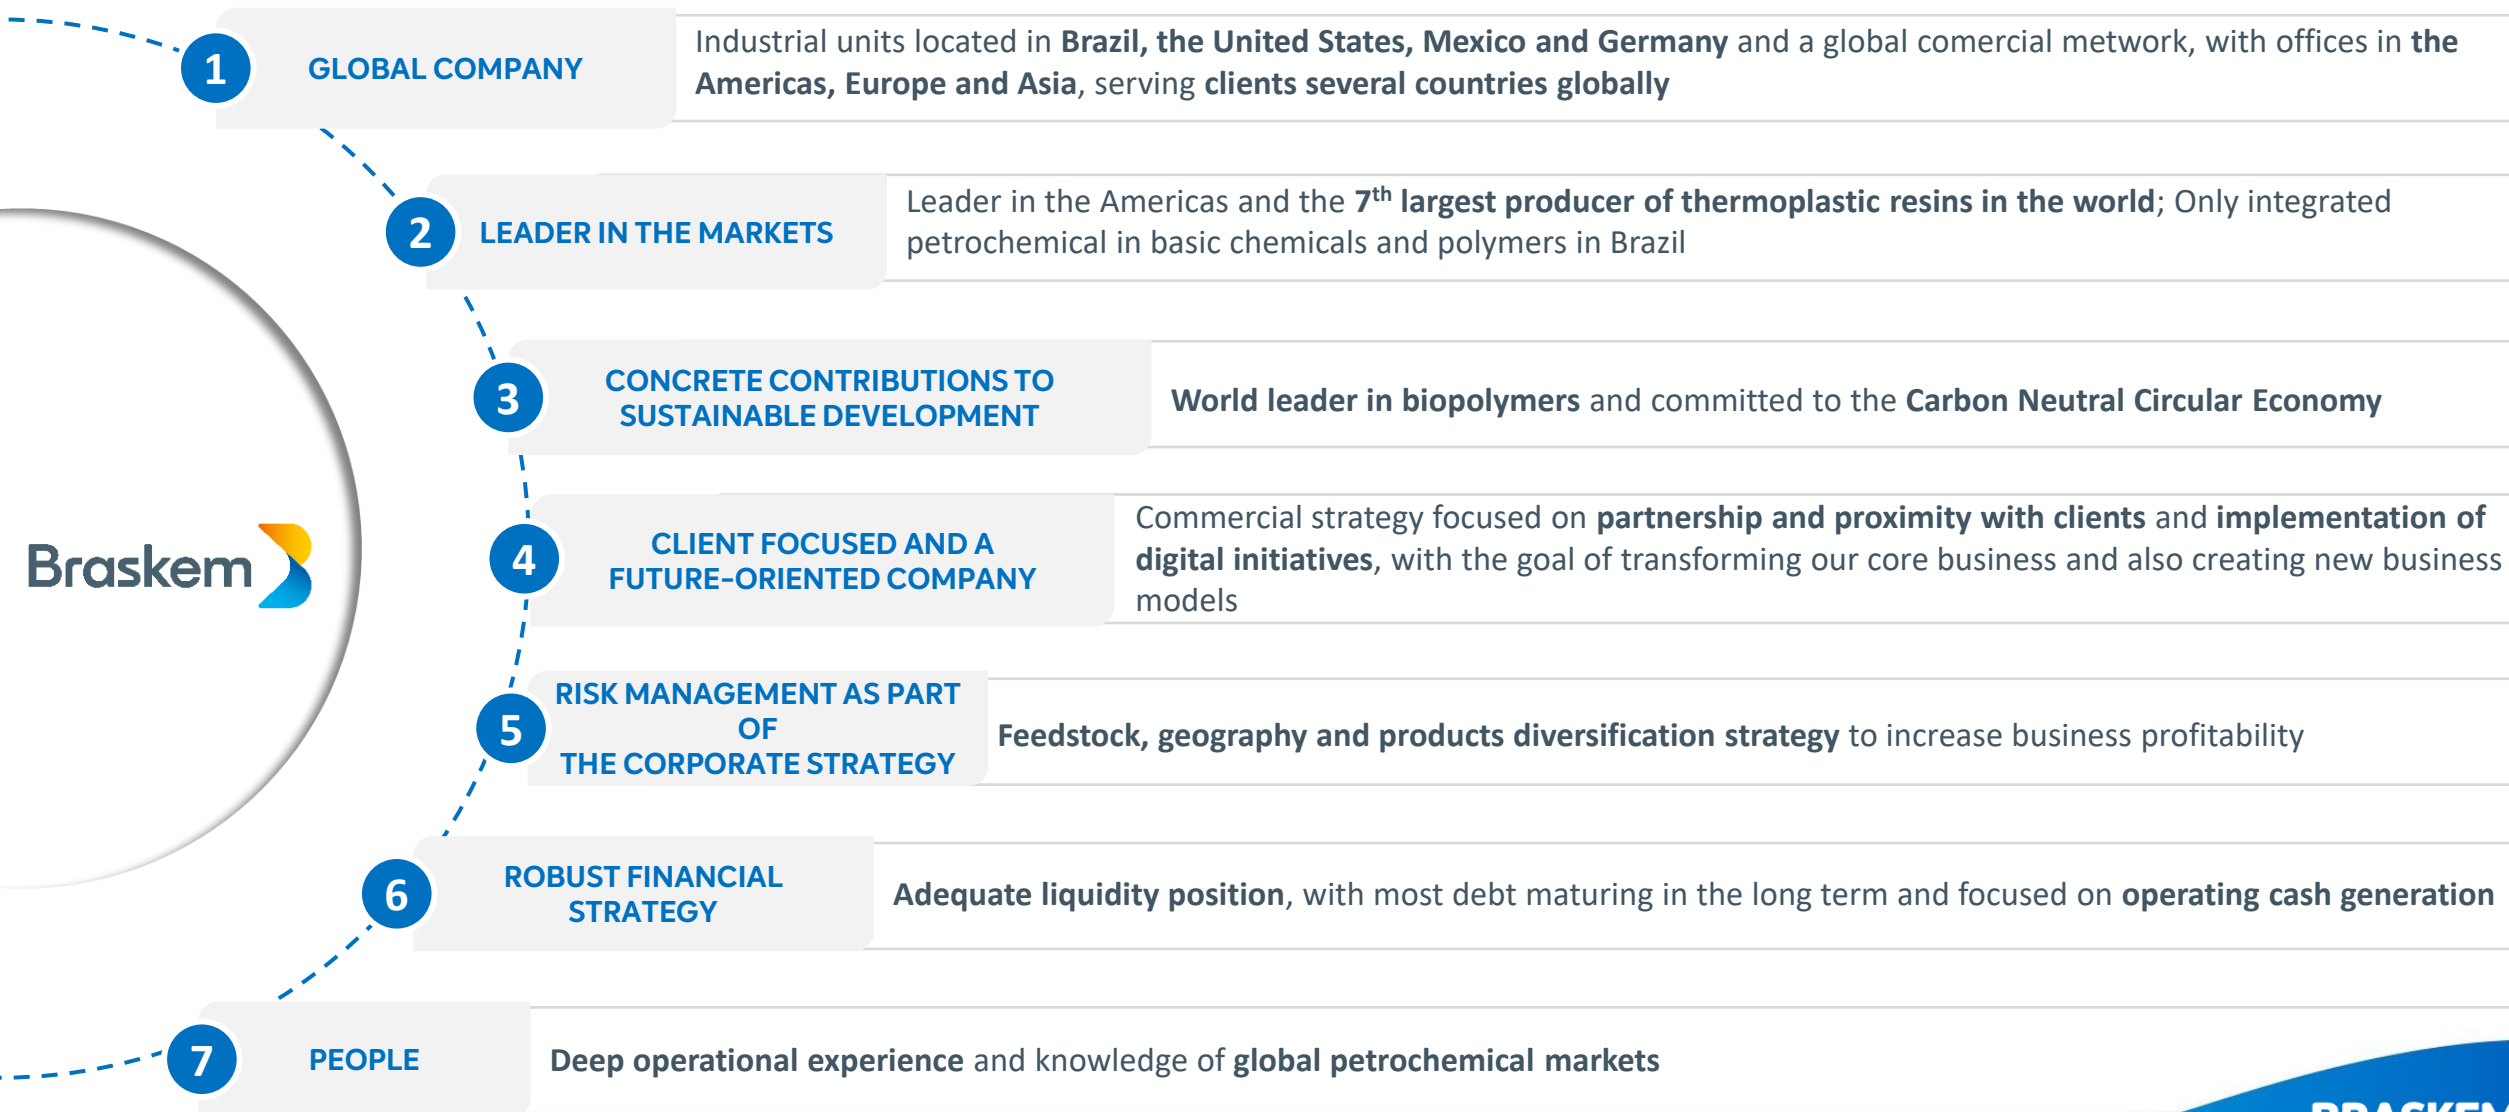 1
GLOBAL COMPANY
Industrial units located in Brazil, the United States, Mexico and Germany and a global comercial metwork, with offices in the
Americas, Europe and Asia, serving clients several countries globally
2
LEADER IN THE MARKETS
Leader in the Americas and the 7th largest producer of thermoplastic resins in the world; Only integrated
petrochemical in basic chemicals and polymers in Brazil
3
CONCRETE CONTRIBUTIONS TO
SUSTAINABLE DEVELOPMENT
World leader in biopolymers and committed to the Carbon Neutral Circular Economy
Braskem
4
CLIENT FOCUSED AND A
FUTURE-ORIENTED COMPANY
Commercial strategy focused on partnership and proximity with clients and implementation of
digital initiatives, with the goal of transforming our core business and also creating new business
models
5
RISK MANAGEMENT AS PART
OF
THE CORPORATE STRATEGY
Feedstock, geography and products diversification strategy to increase business profitability
6
ROBUST FINANCIAL
STRATEGY
Adequate liquidity position, with most debt maturing in the long term and focused on operating cash generation
7
PEOPLE
Deep operational experience and knowledge of global petrochemical markets
BRASKEM